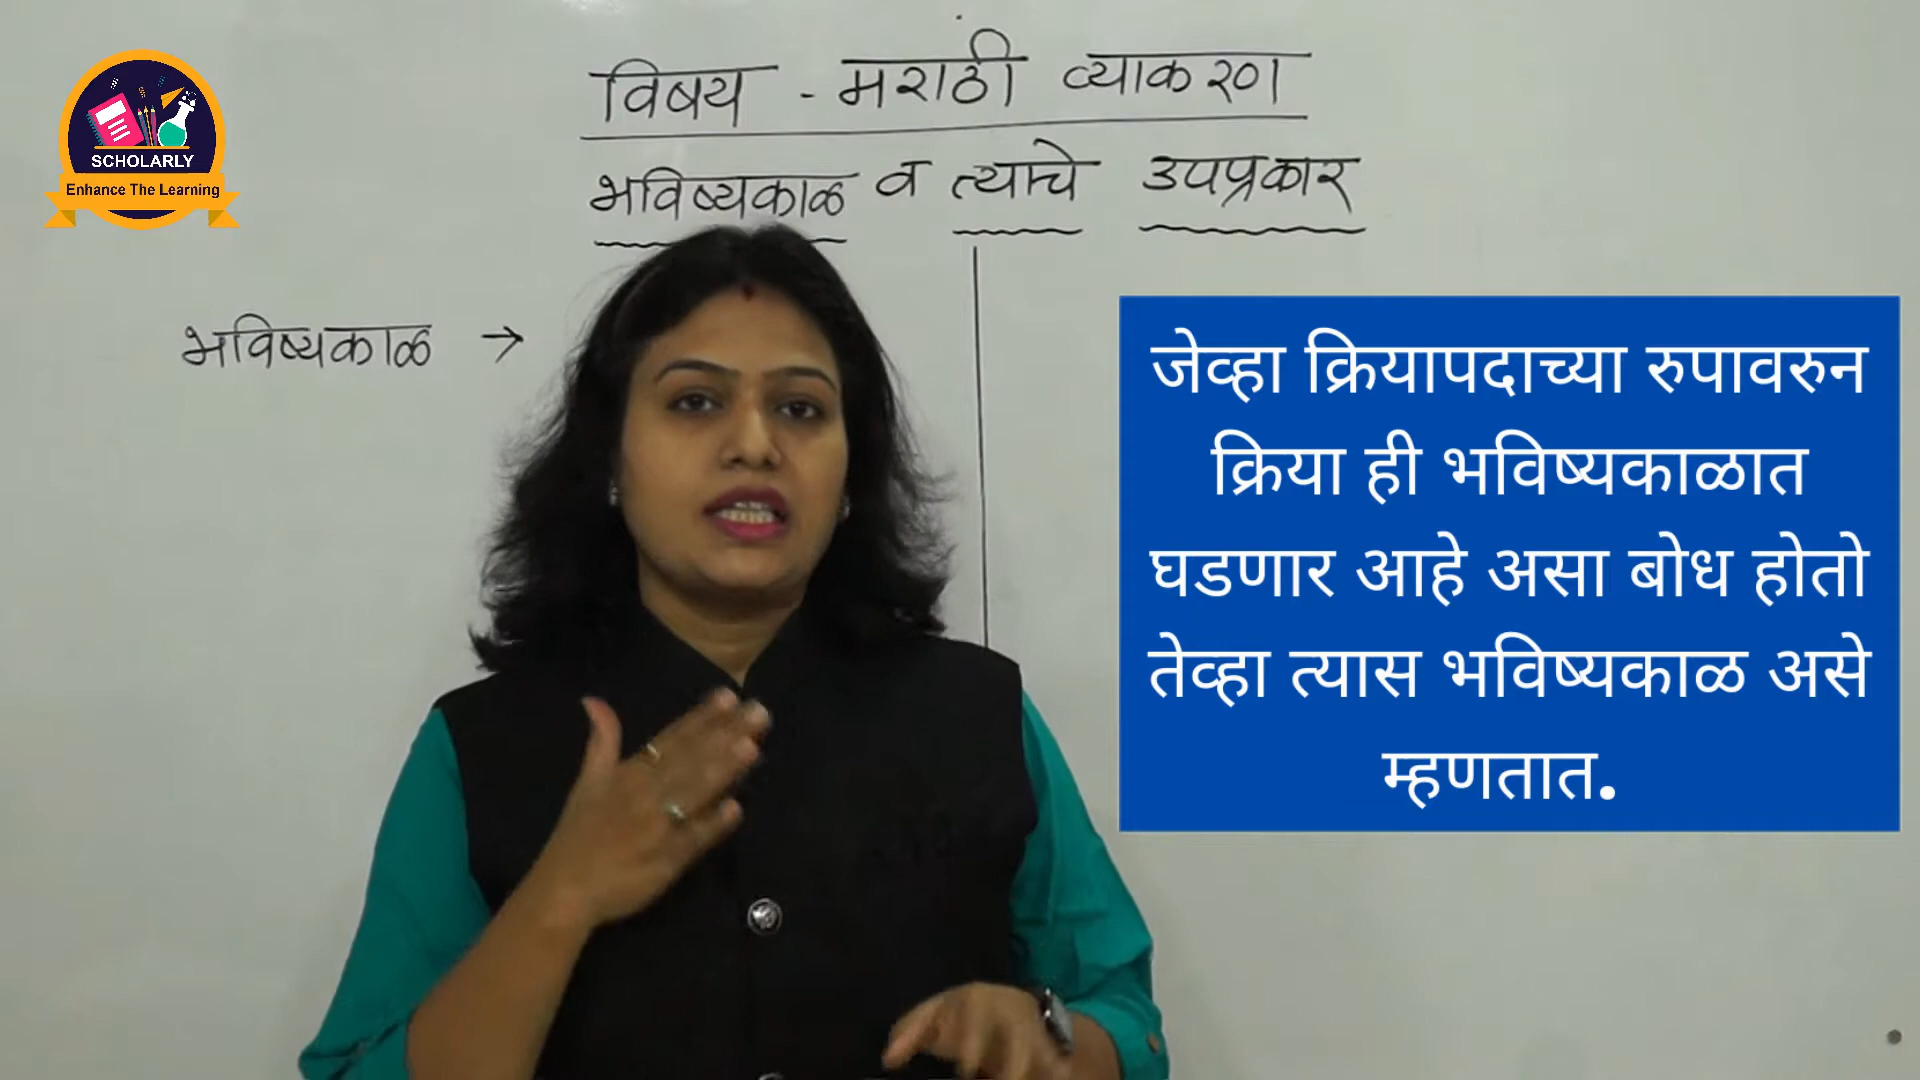 SCHOLARLY
Enhance The Learning
विषय - मराठी व्याकरण
भविष्यकाळ व त्याचे उपप्रकार
भविष्यकाळ →
जेव्हा क्रियापदाच्या रुपावरुन
क्रिया ही भविष्यकाळात
घडणार आहे असा बोध होतो
तेव्हा त्यास भविष्यकाळ असे
म्हणतात.